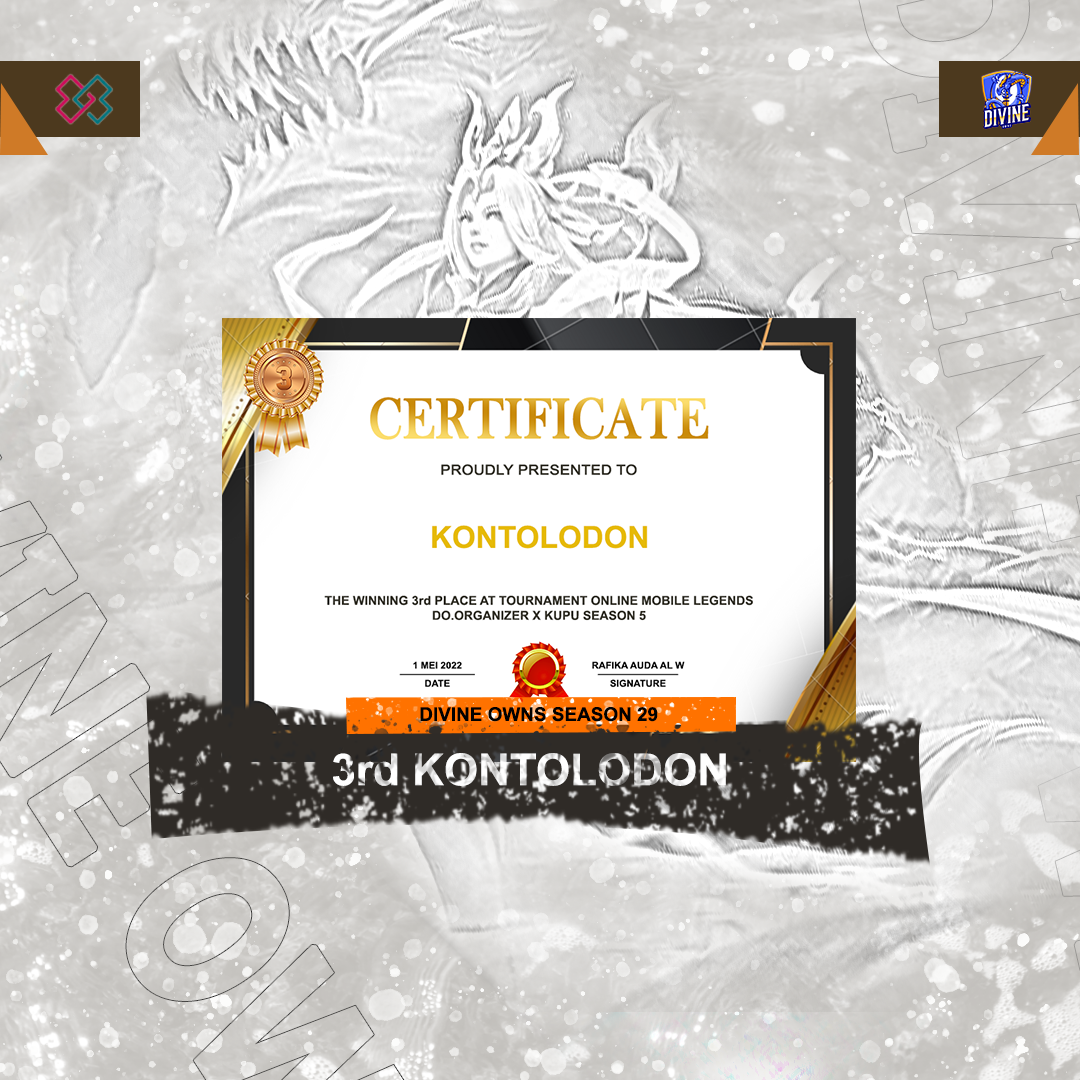 DIVINE
3
CERTIFICATE
PROUDLY PRESENTED TO
KONTOLODON
THE WINNING 3rd PLACE AT TOURNAMENT ONLINE MOBILE LEGENDS
DO.ORGANIZER X KUPU SEASON 5
1 MEI 2022
RAFIKA AUDA AL W
DATE
SIGNATURE
DIVINE OWNS SEASON 29
3rd KONTOLODON